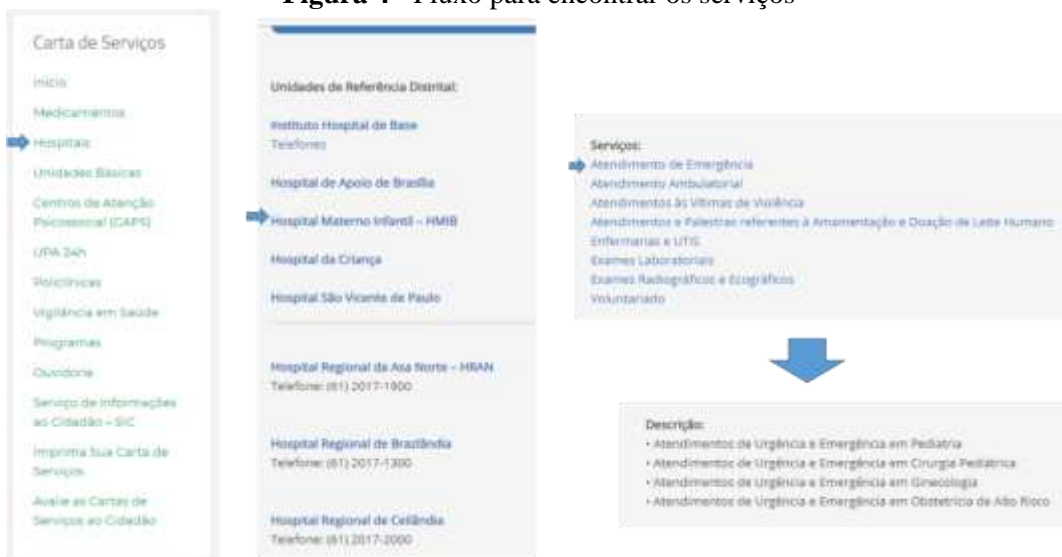 Figura 4 - Fluxo para encontrar os serviços
Carta de Serviços
Início
Medicamentos
Hospitais
Unidades Básicas
Centros de Atenção
Psicossocial (CAPS)
UPA 24h
Policlínicas
Vigilância em Saúde
Programas
Ouvidoria
Serviço de Informações
ao Cidadão – SIC
Imprima Sua Carta de
Serviços
Avalie as Cartas de
Serviços ao Cidadão
Unidades de Referência Distrital:
Instituto Hospital de Base
Telefones
Hospital de Apoio de Brasília
Hospital Materno Infantil – HMIB
Hospital da Criança
Hospital São Vicente de Paulo
Hospital Regional da Asa Norte – HRAN
Telefone: (61) 2017-1900
Hospital Regional de Brazlândia
Telefone: (61) 2017-1300
Hospital Regional de Ceilândia
Telefone: (61) 2017-2000
Serviços:
Atendimento de Emergência
Atendimento Ambulatorial
Atendimentos às Vítimas de Violência
Atendimentos e Palestras referentes à Amamentação e Doação de Leite Humano
Enfermarias e UTIS
Exames Laboratoriais
Exames Radiográficos e Ecográficos
Voluntariado
Descrição:
• Atendimentos de Urgência e Emergência em Pediatria
• Atendimentos de Urgência e Emergência em Cirurgia Pediátrica
• Atendimentos de Urgência e Emergência em Ginecologia
• Atendimentos de Urgência e Emergência em Obstetrícia de Alto Risco